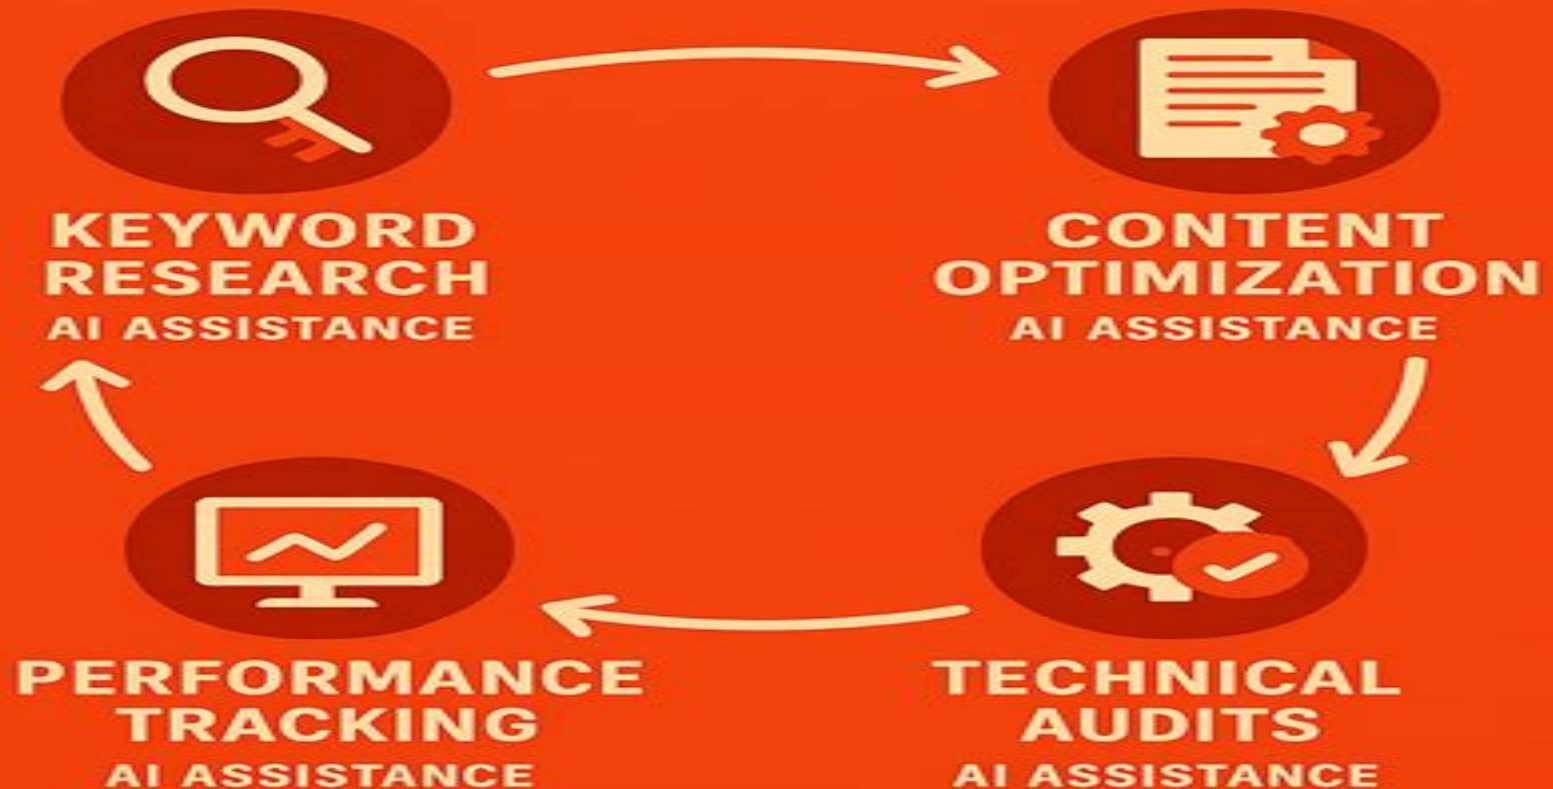 KEYWORD
RESEARCH
AI ASSISTANCE
CONTENT
OPTIMIZATION
AI ASSISTANCE
PERFORMANCE
TRACKING
AI ASSISTANCE
TECHNICAL
AUDITS
AI ASSISTANCE